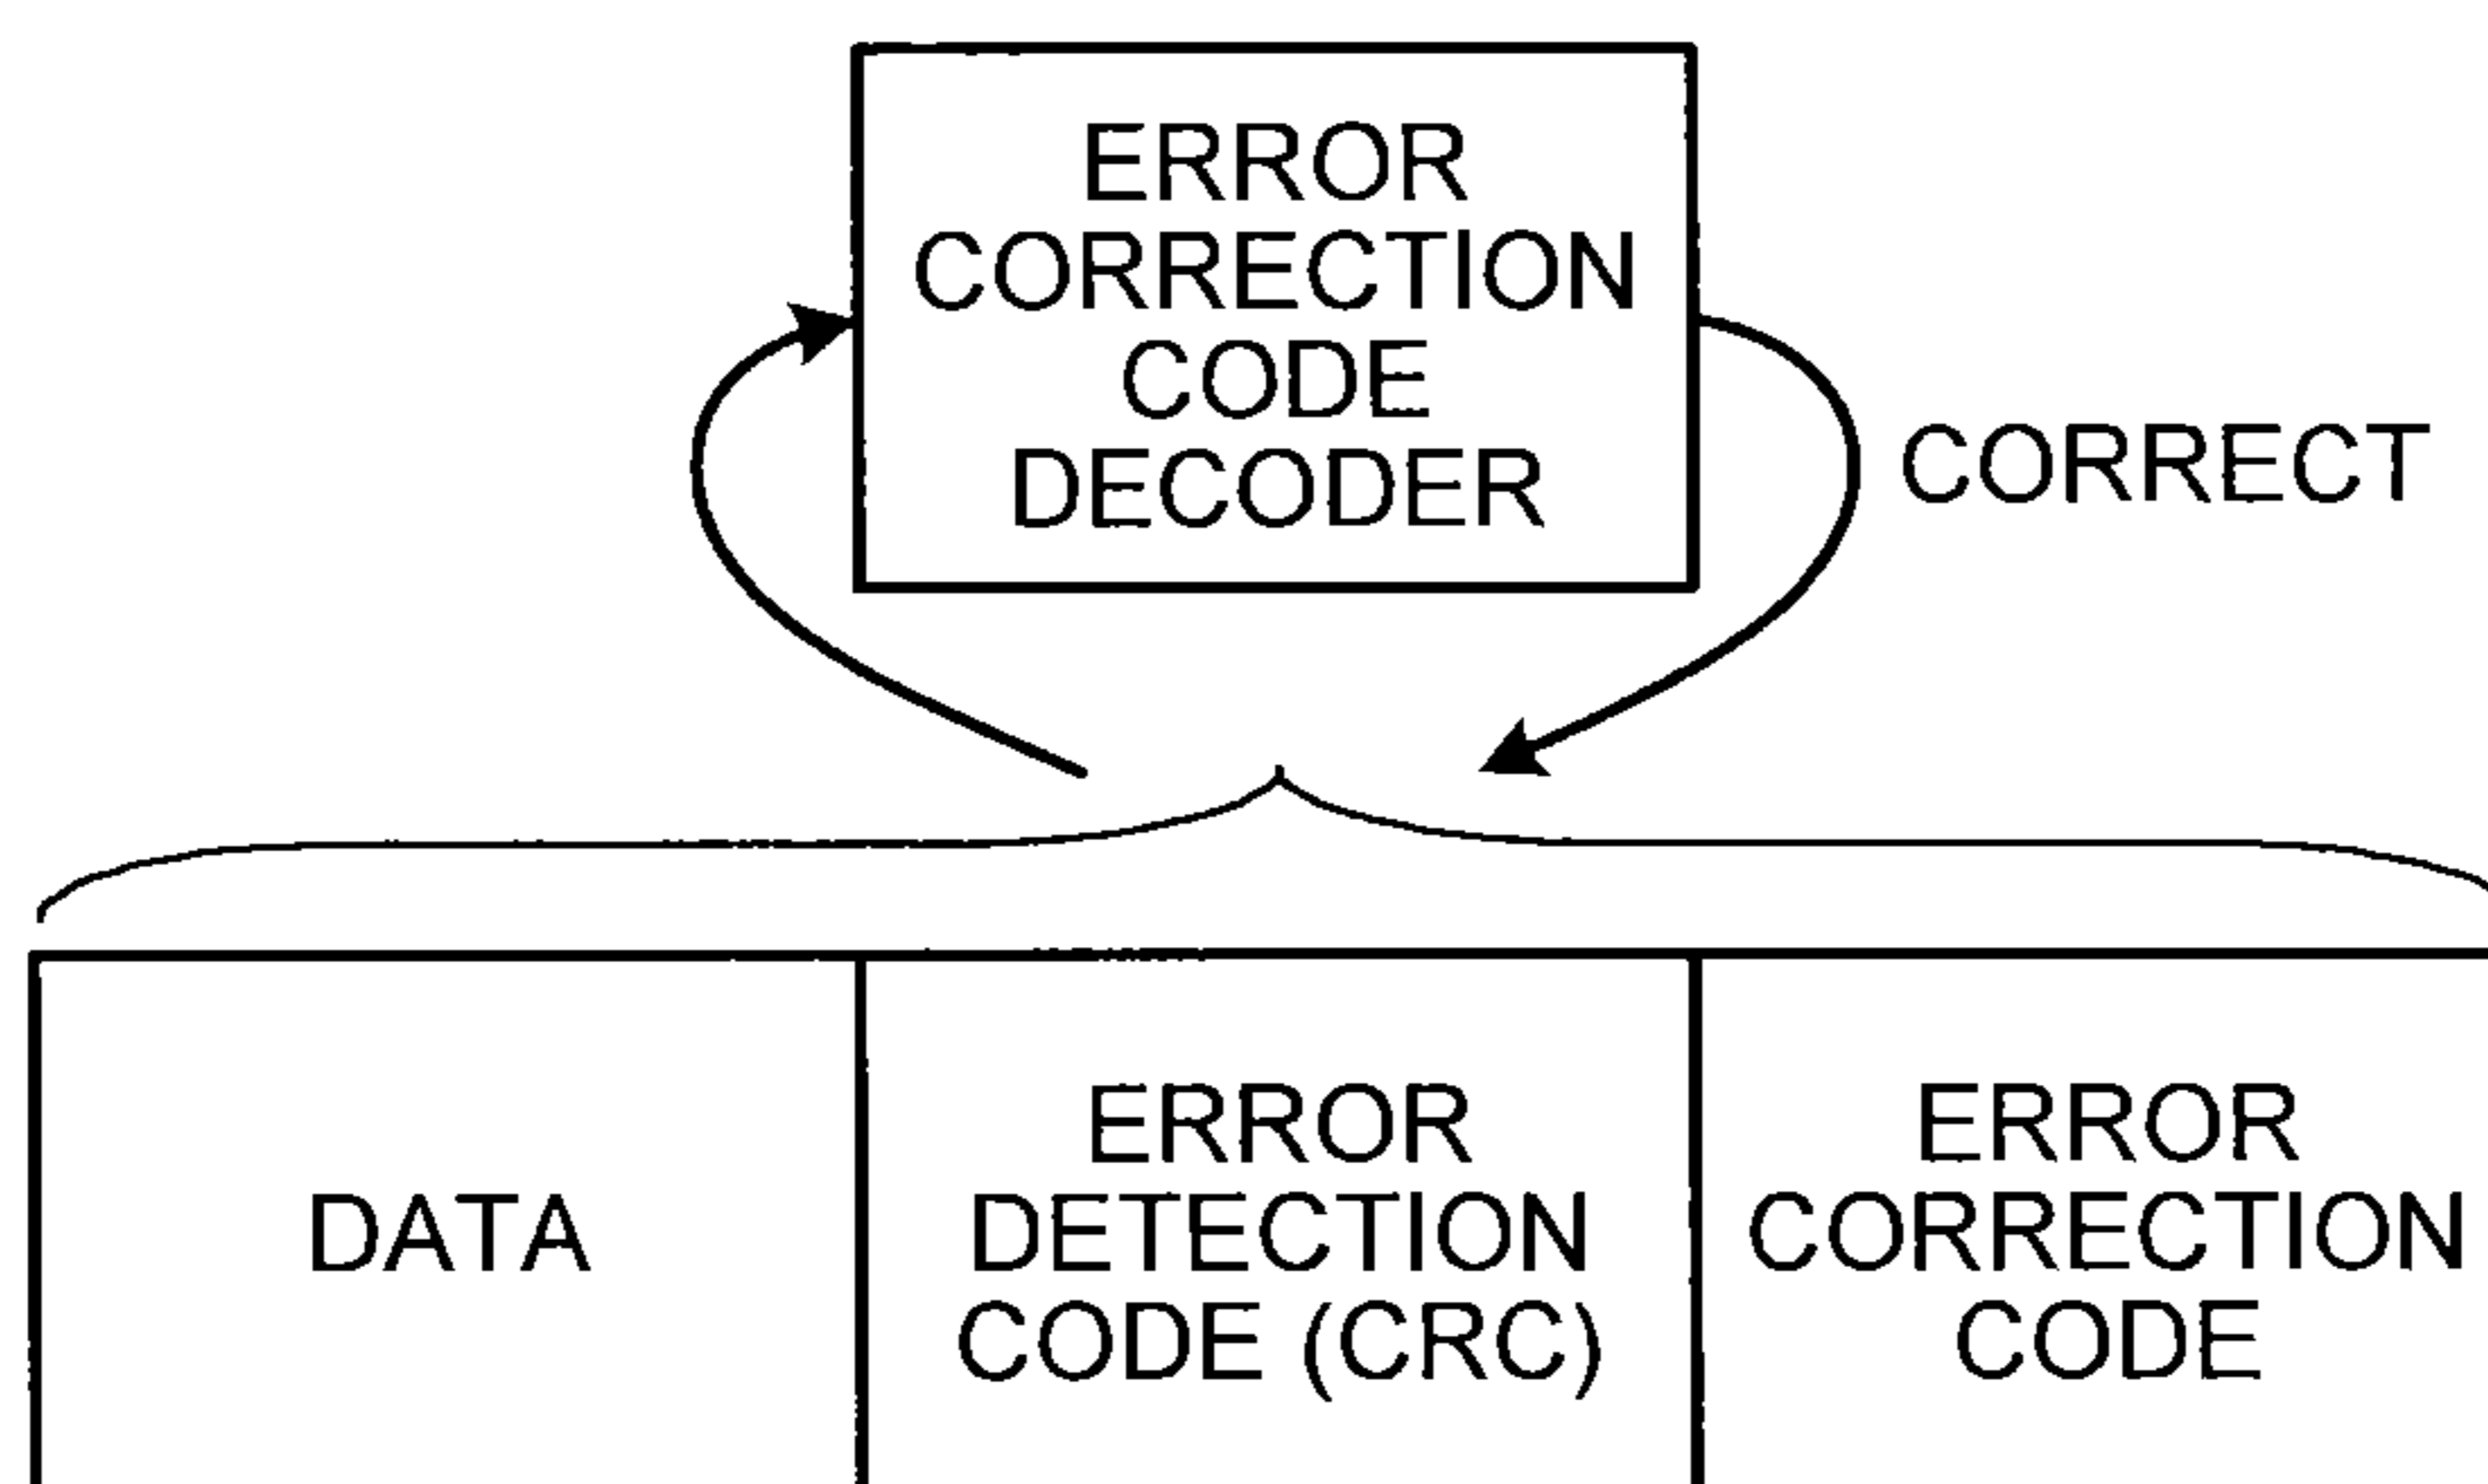 ERROR
CORRECTION
CODE
DECODER
CORRECT
DATA
ERROR
DETECTION
CODE (CRC)
ERROR
CORRECTION
CODE